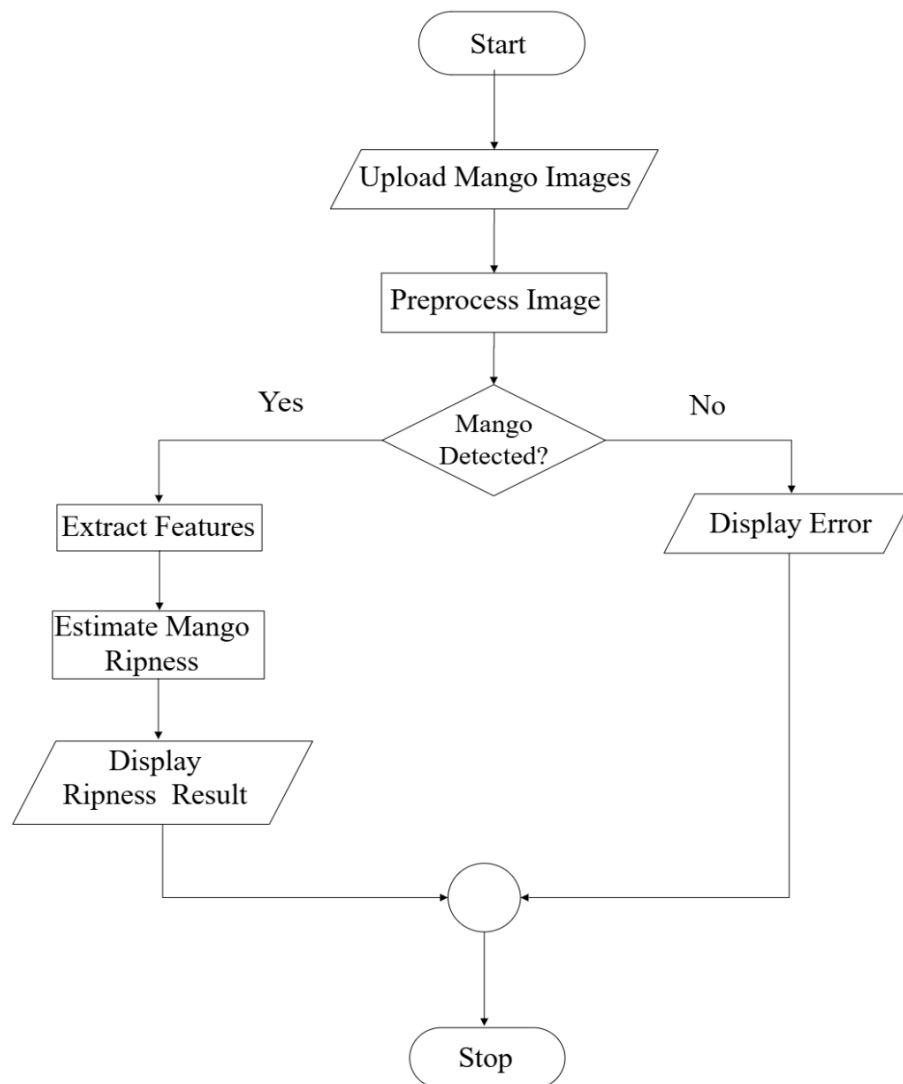 Start
Upload Mango Images
Preprocess Image
Yes
No
Mango
Detected?
Extract Features
Display Error
Estimate Mango
Ripness
Display
Ripness Result
Stop